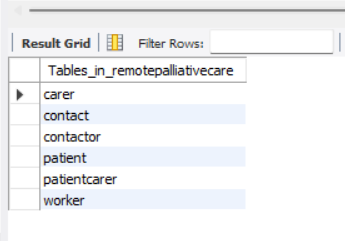 Result Grid Filter Rows:
Tables_in_remotepalliativecare
carer
contact
contactor
patient
patientcarer
worker